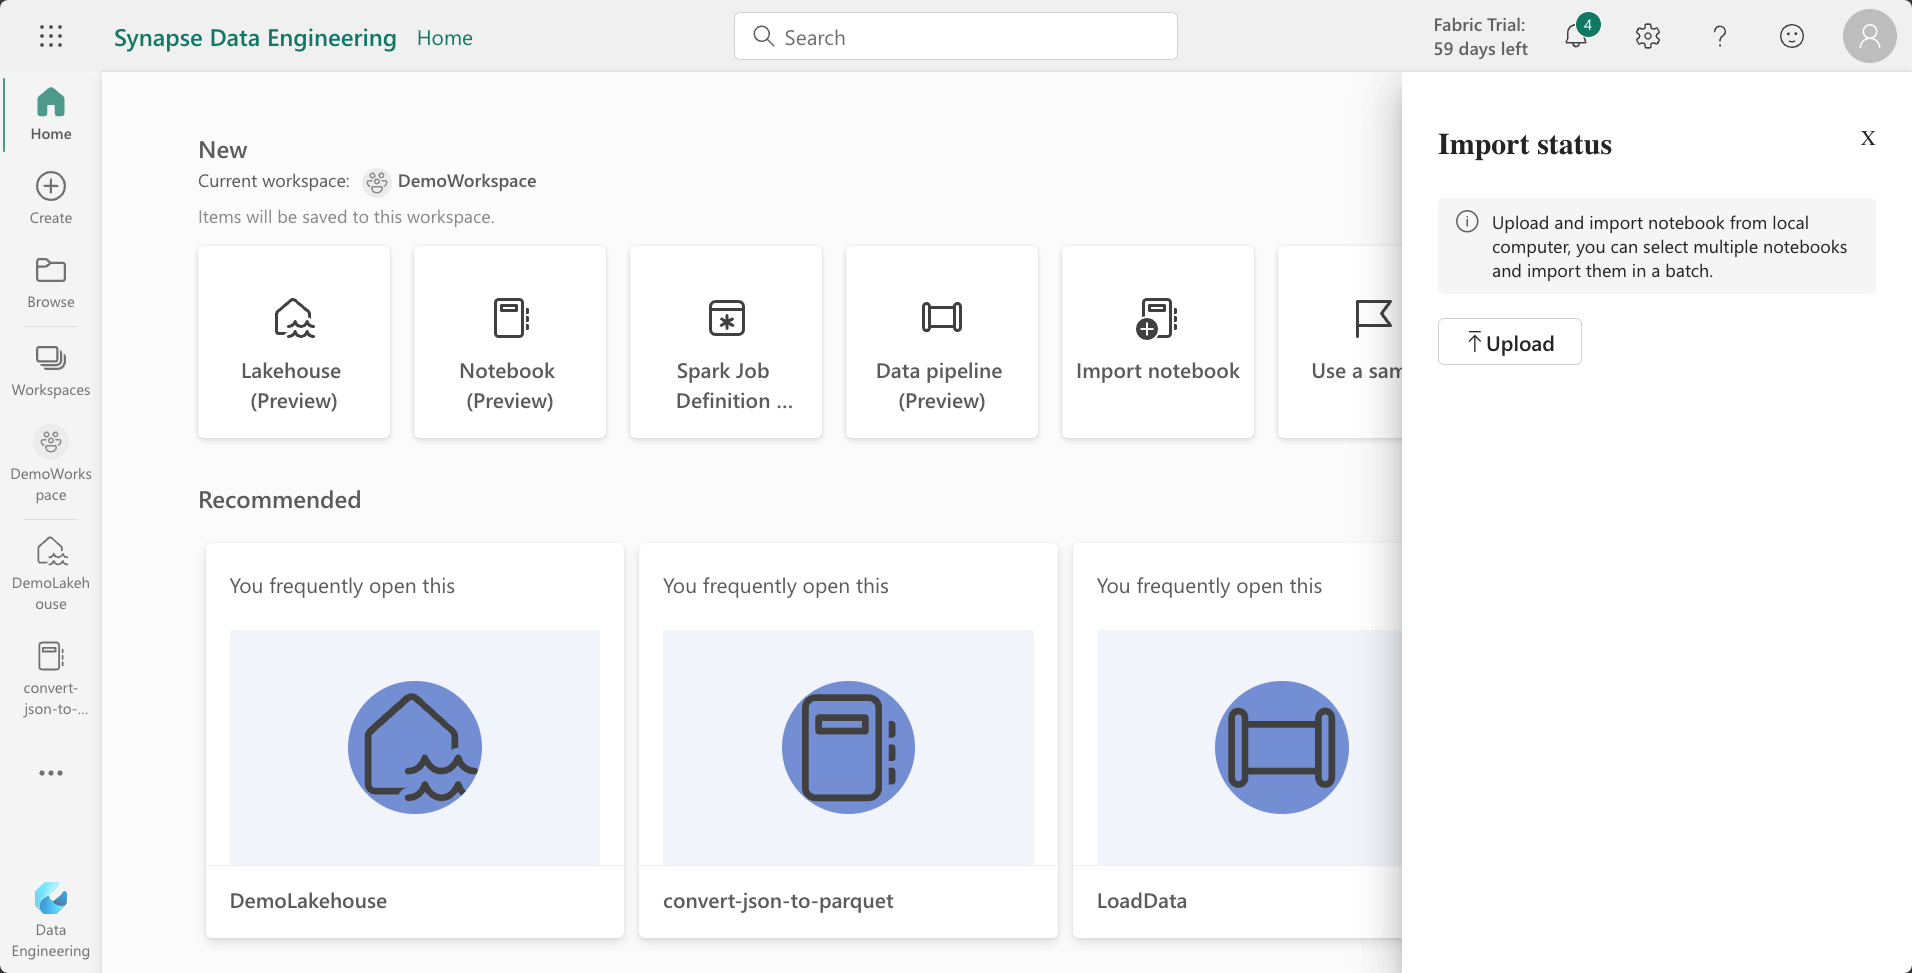 Synapse Data Engineering Home
Search
Fabric Trial:
59 days left
4
Home
Create
Browse
Workspaces
DemoWorks
pace
DemoLakeh
ouse
convert-
json-to-...
Data
Engineering
New
Current workspace: DemoWorkspace
Items will be saved to this workspace.
Lakehouse
(Preview)
Notebook
(Preview)
Spark Job
Definition ...
Data pipeline
(Preview)
Import notebook
Use a sam
Recommended
You frequently open this
DemoLakehouse
You frequently open this
convert-json-to-parquet
You frequently open this
LoadData
Import status
X
Upload and import notebook from local
computer, you can select multiple notebooks
and import them in a batch.
Upload